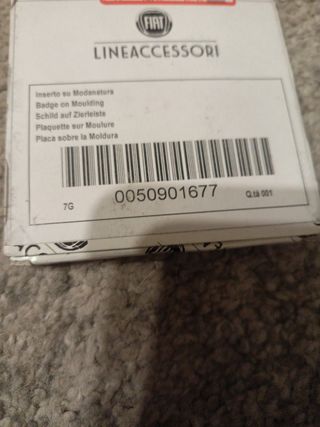 FIAT
LINEACCESSORI
Inserto su Modanatura
Badge on Moulding
Schild auf Zierleiste
Plaquette sur Moulure
Placa sobre la Moldura
7G
0050901677
Q.tà 001